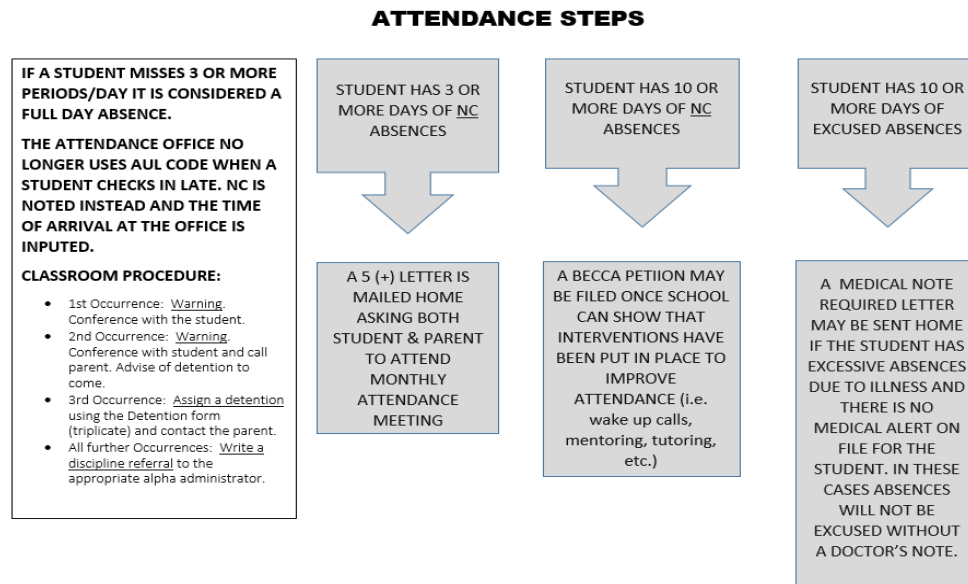 ATTENDANCE STEPS
IF A STUDENT MISSES 3 OR MORE
PERIODS/DAY IT IS CONSIDERED A
FULL DAY ABSENCE.
THE ATTENDANCE OFFICE NO
LONGER USES AUL CODE WHEN A
STUDENT CHECKS IN LATE. NC IS
NOTED INSTEAD AND THE TIME
OF ARRIVAL AT THE OFFICE IS
INPUTED.
CLASSROOM PROCEDURE:
• 1st Occurrence: Warning.
Conference with the student.
• 2nd Occurrence: Warning.
Conference with student and call
parent. Advise of detention to
come.
• 3rd Occurrence: Assign a detention
using the Detention form
(triplicate) and contact the parent.
• All further Occurrences: Write a
discipline referral to the
appropriate alpha administrator.
STUDENT HAS 3 OR
MORE DAYS OF NC
ABSENCES
A 5 (+) LETTER IS
MAILED HOME
ASKING BOTH
STUDENT & PARENT
TO ATTEND
MONTHLY
ATTENDANCE
MEETING
STUDENT HAS 10 OR
MORE DAYS OF NC
ABSENCES
A BECCA PETIION MAY
BE FILED ONCE SCHOOL
CAN SHOW THAT
INTERVENTIONS HAVE
BEEN PUT IN PLACE TO
IMPROVE
ATTENDANCE (i.e.
wake up calls,
mentoring, tutoring,
etc.)
STUDENT HAS 10 OR
MORE DAYS OF
EXCUSED ABSENCES
A MEDICAL NOTE
REQUIRED LETTER
MAY BE SENT HOME
IF THE STUDENT HAS
EXCESSIVE ABSENCES
DUE TO ILLNESS AND
THERE IS NO
MEDICAL ALERT ON
FILE FOR THE
STUDENT. IN THESE
CASES ABSENCES
WILL NOT BE
EXCUSED WITHOUT
A DOCTOR'S NOTE.